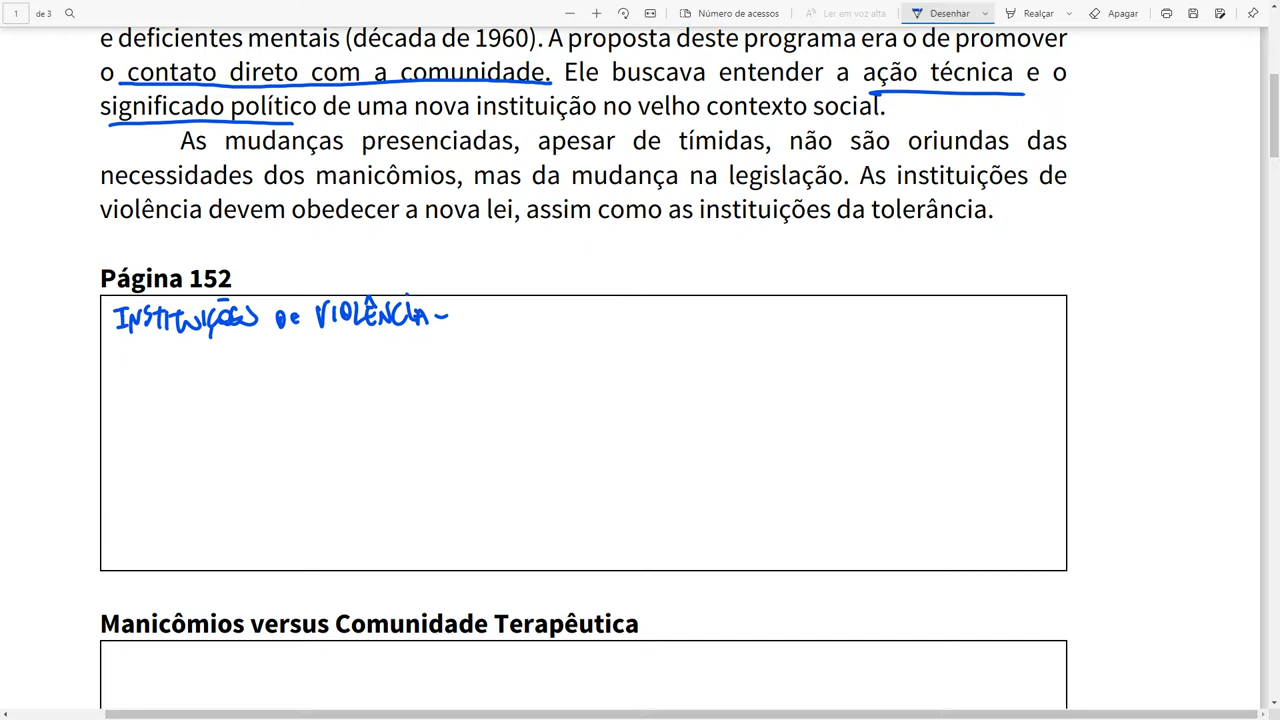 1 de 3 Número de acessos Ler em voz alta Desenhar Realçar Apagar
e deficientes mentais (década de 1960). A proposta deste programa era o de promover
o contato direto com a comunidade. Ele buscava entender a ação técnica e o
significado político de uma nova instituição no velho contexto social.
As mudanças presenciadas, apesar de tímidas, não são oriundas das
necessidades dos manicômios, mas da mudança na legislação. As instituições de
violência devem obedecer a nova lei, assim como as instituições da tolerância.
Página 152
INSTITUIÇÕES DE VIOLÊNCIA -
Manicômios versus Comunidade Terapêutica